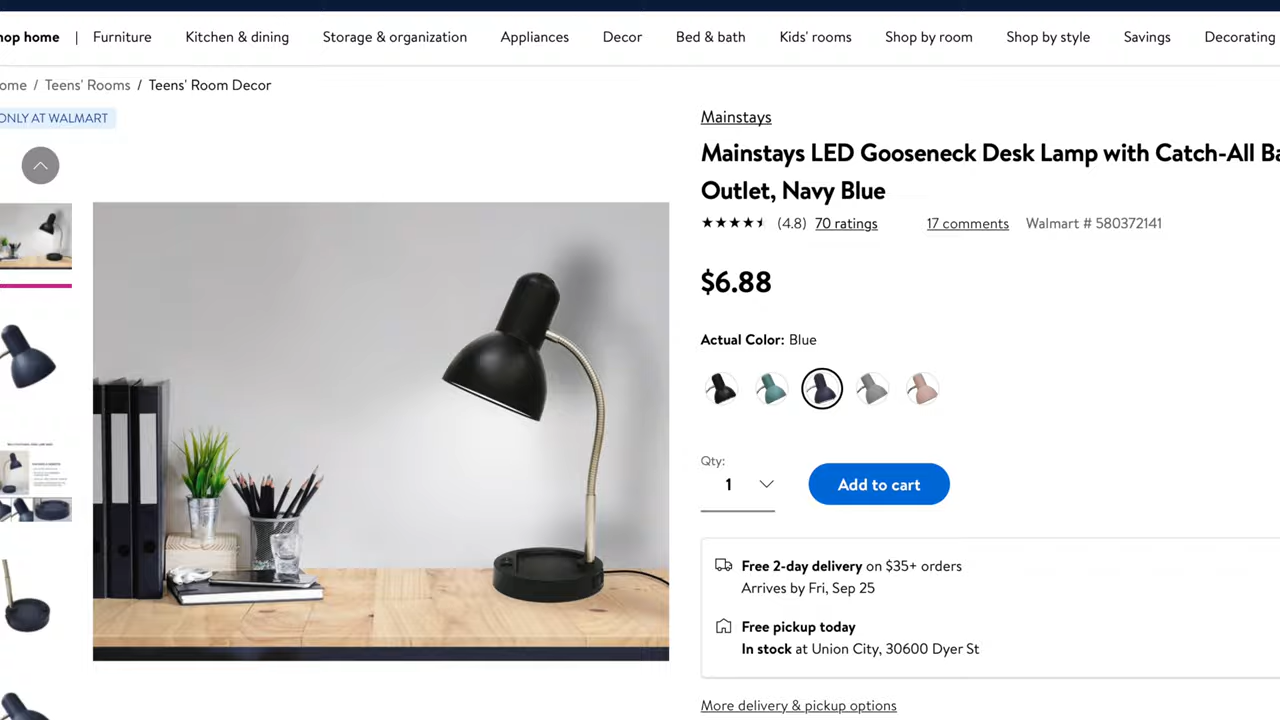 hop home | Furniture Kitchen & dining Storage & organization Appliances Decor Bed & bath Kids' rooms Shop by room Shop by style Savings Decorating
ome / Teens' Rooms / Teens' Room Decor
ONLY AT WALMART
Mainstays
Mainstays LED Gooseneck Desk Lamp with Catch-All Ba
Outlet, Navy Blue
(4.8) 70 ratings 17 comments Walmart # 580372141
$6.88
Actual Color: Blue
Qty:
1
Add to cart
Free 2-day delivery on $35+ orders
Arrives by Fri, Sep 25
Free pickup today
In stock at Union City, 30600 Dyer St
More delivery & pickup options